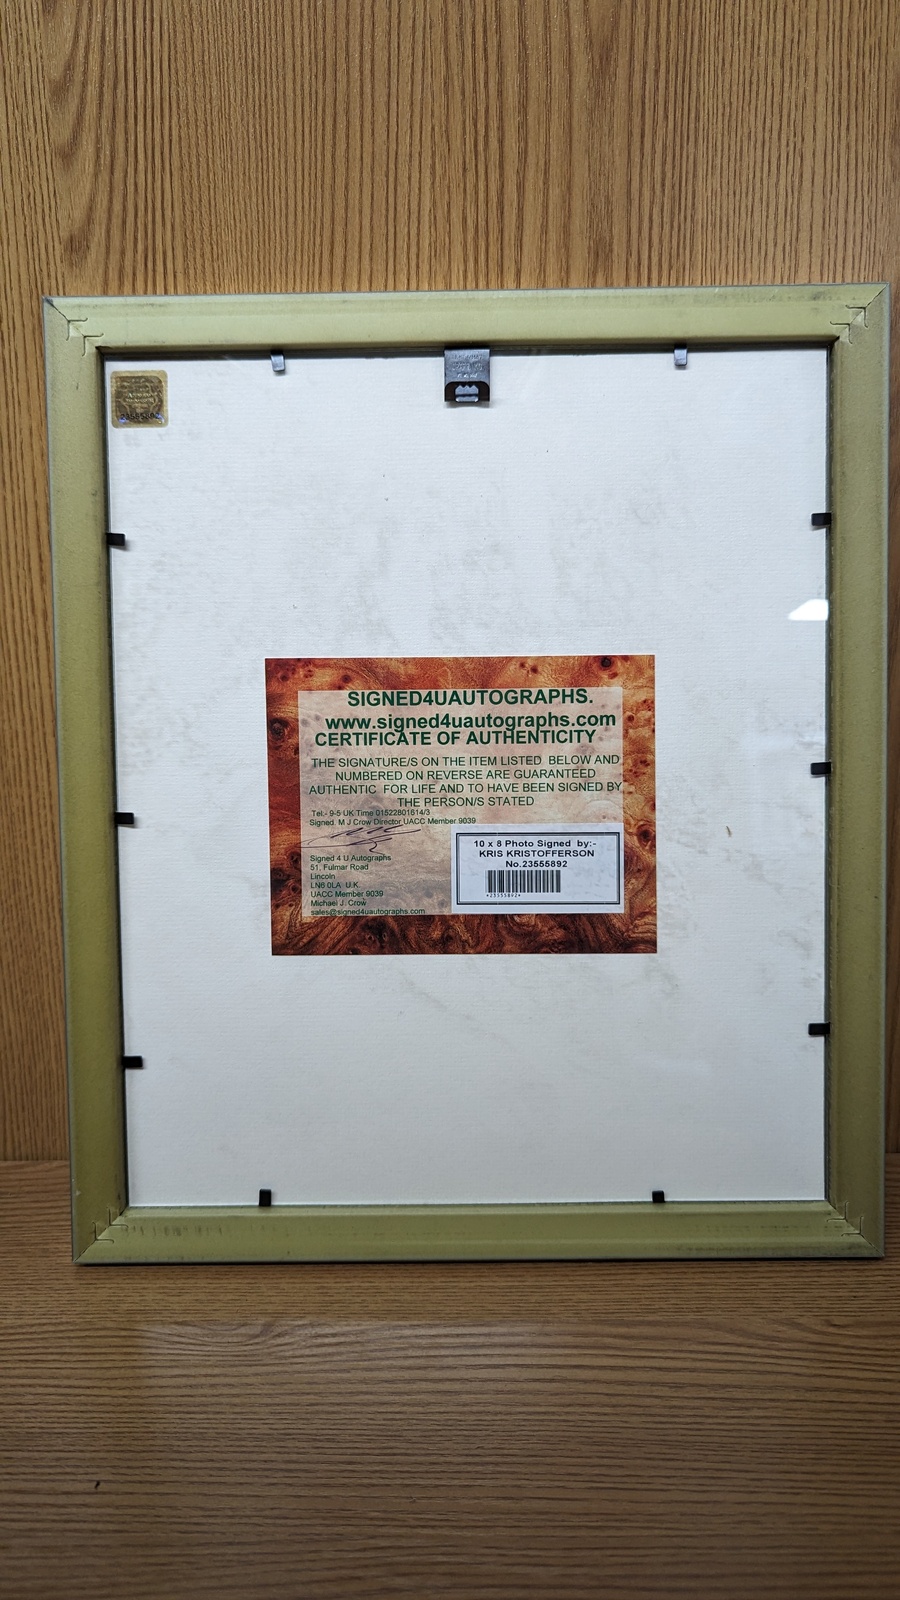 23555892
SIGNED4UAUTOGRAPHS.
www.signed4uautographs.com
CERTIFICATE OF AUTHENTICITY
THE SIGNATURE/S ON THE ITEM LISTED BELOW AND
NUMBERED ON REVERSE ARE GUARANTEED
AUTHENTIC FOR LIFE AND TO HAVE BEEN SIGNED BY
THE PERSON/S STATED
Tel:- 9-5 UK Time 01522801614/3
Signed. M J Crow Director UACC Member 9039
Signed 4 U Autographs
51, Fulmar Road
Lincoln
LN6 0LA U.K
UACC Member 9039
Michael J. Crow
sales@signed4uautographs.com
10 x 8 Photo Signed by:-
KRIS KRISTOFFERSON
No.23555892
*23555892*